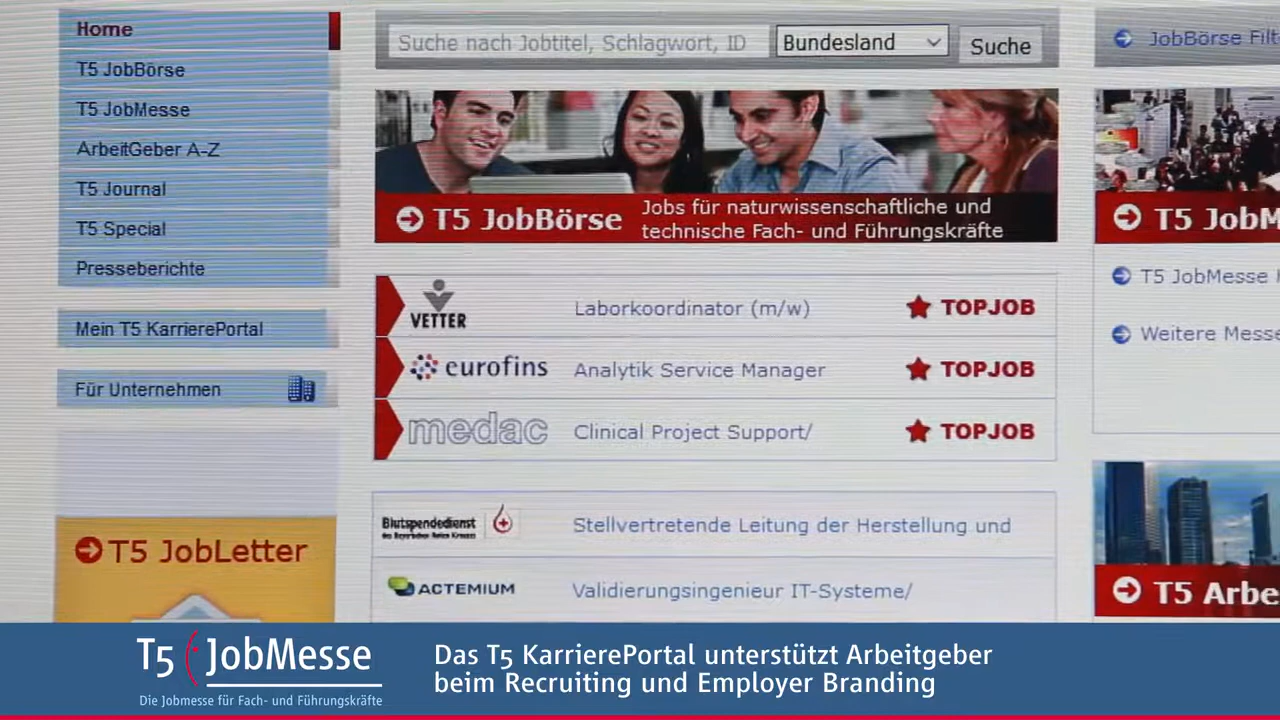 Home
T5 JobBörse
T5 JobMesse
ArbeitGeber A-Z
T5 Journal
T5 Special
Presseberichte
Mein T5 KarrierePortal
Für Unternehmen
T5 JobLetter
Suche nach Jobtitel, Schlagwort, ID
Bundesland
Suche
T5 JobBörse
Jobs für naturwissenschaftliche und
technische Fach- und Führungskräfte
VETTER Laborkoordinator (m/w) TOPJOB
eurofins Analytik Service Manager TOPJOB
medac Clinical Project Support/ TOPJOB
Blutspendedienst
des Bayerischen Roten Kreuzes
Stellvertretende Leitung der Herstellung und
ACTEMIUM Validierungsingenieur IT-Systeme/
JobBörse Filt
T5 JobM
T5 JobMesse
Weitere Messe
T5 Arbe
T5 JobMesse
Die Jobmesse für Fach- und Führungskräfte
Das T5 KarrierePortal unterstützt Arbeitgeber
beim Recruiting und Employer Branding